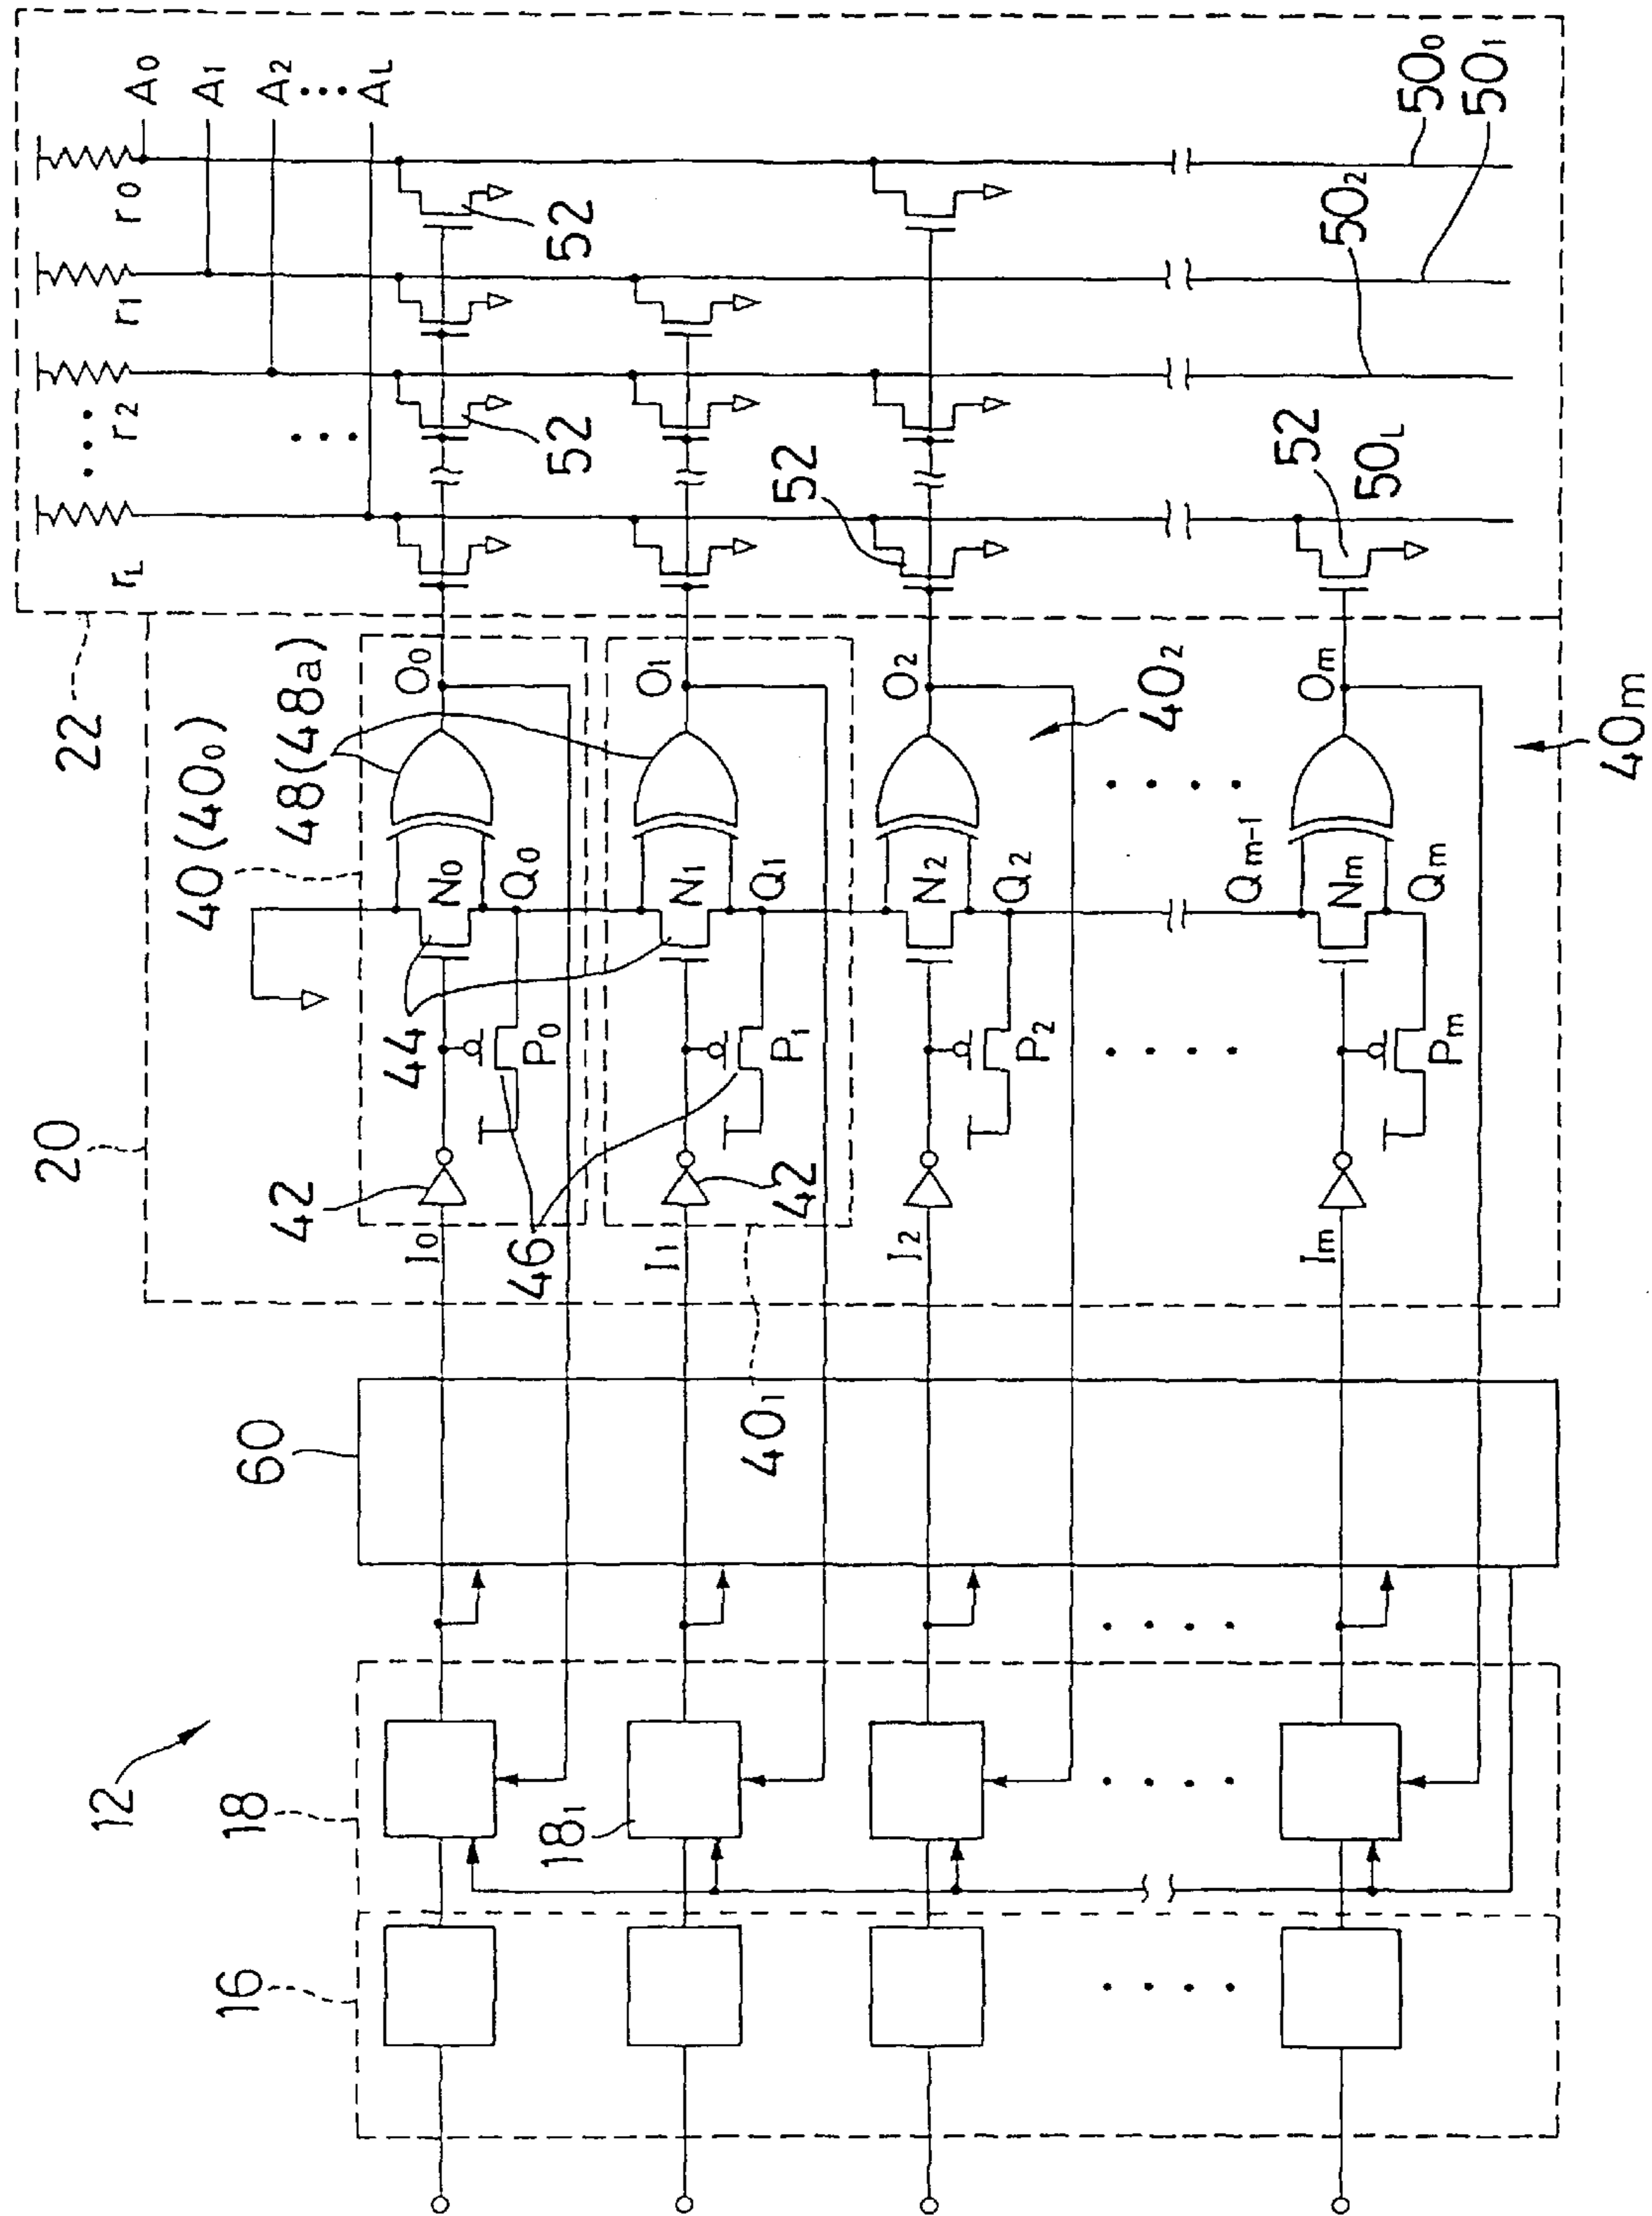 A0
A1
A2
AL
r0
r1
r2
rL
52
52
52
52
50₀
50₁
50₂
50L
22
20
40(40₀)
48(48a)
O0
O1
O2
Om
40₂
40m
N0
N1
N2
Nm
Q0
Q1
Q2
Qm-1
Qm
44
P0
P1
P2
Pm
42
42
46
I0
I1
I2
Im
40₁
60
12
18
18₁
16